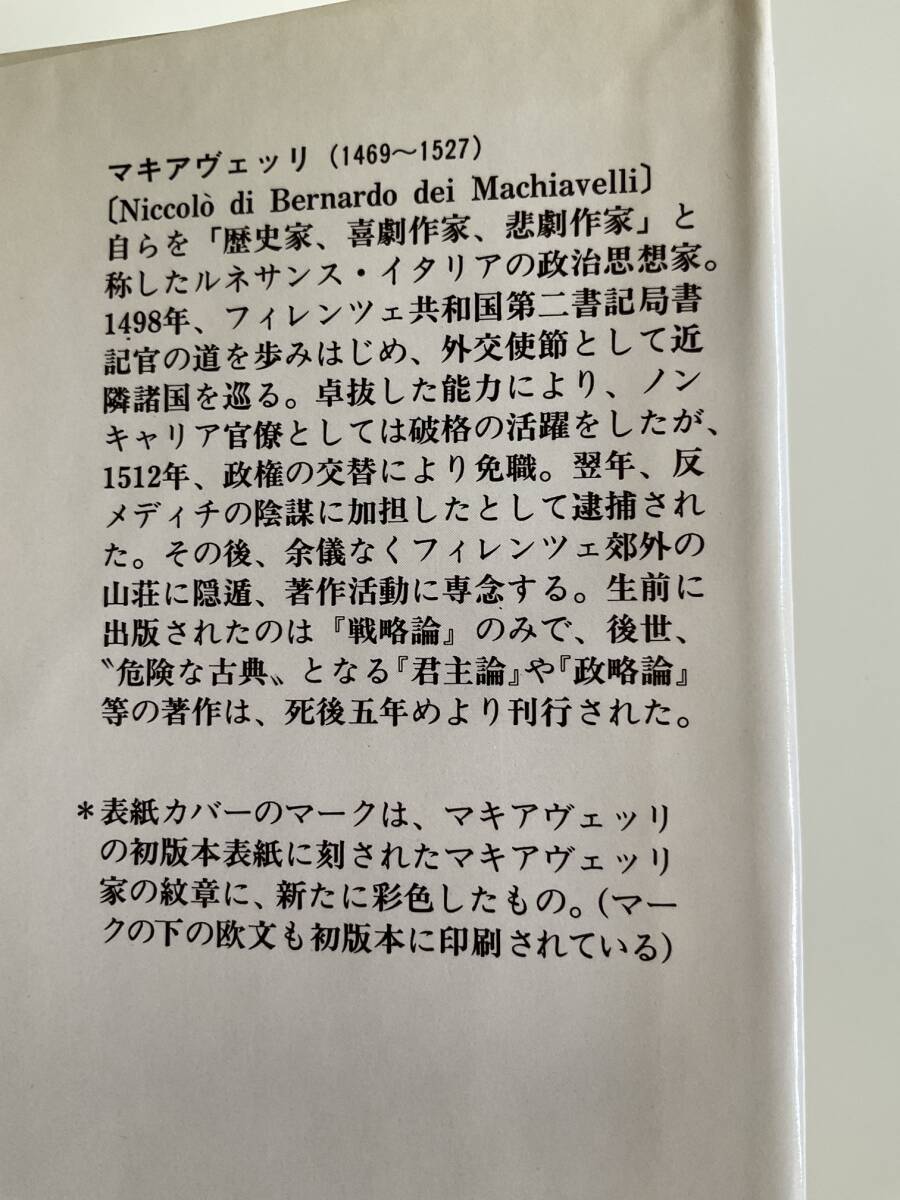 マキアヴェッリ(1469〜1527)
〔Niccolò di Bernardo dei Machiavelli〕
自らを「歴史家、喜劇作家、悲劇作家」と
称したルネサンス・イタリアの政治思想家。
1498年、フィレンツェ共和国第二書記局書
記官の道を歩みはじめ、外交使節として近
隣諸国を巡る。卓抜した能力により、ノン
キャリア官僚としては破格の活躍をしたが、
1512年、政権の交替により免職。翌年、反
メディチの陰謀に加担したとして逮捕され
た。その後、余儀なくフィレンツェ郊外の
山荘に隠遁、著作活動に専念する。生前に
出版されたのは『戦略論』のみで、後世、
〝危険な古典〟となる『君主論』や『政略論』
等の著作は、死後五年めより刊行された。
*表紙カバーのマークは、マキアヴェッリ
の初版本表紙に刻されたマキアヴェッリ
家の紋章に、新たに彩色したもの。(マー
クの下の欧文も初版本に印刷されている)